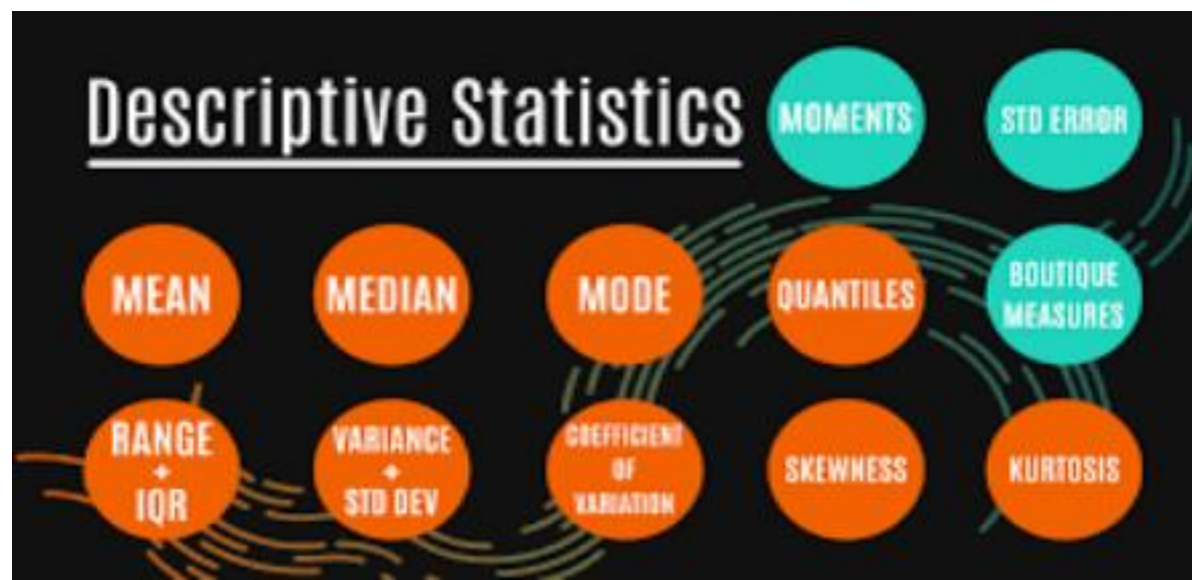 Descriptive Statistics
MOMENTS
STD ERROR
MEAN
MEDIAN
MODE
QUANTILES
BOUTIQUE
MEASURES
RANGE
+
IQR
VARIANCE
+
STD DEV
COEFFICIENT
OF
VARIATION
SKEWNESS
KURTOSIS